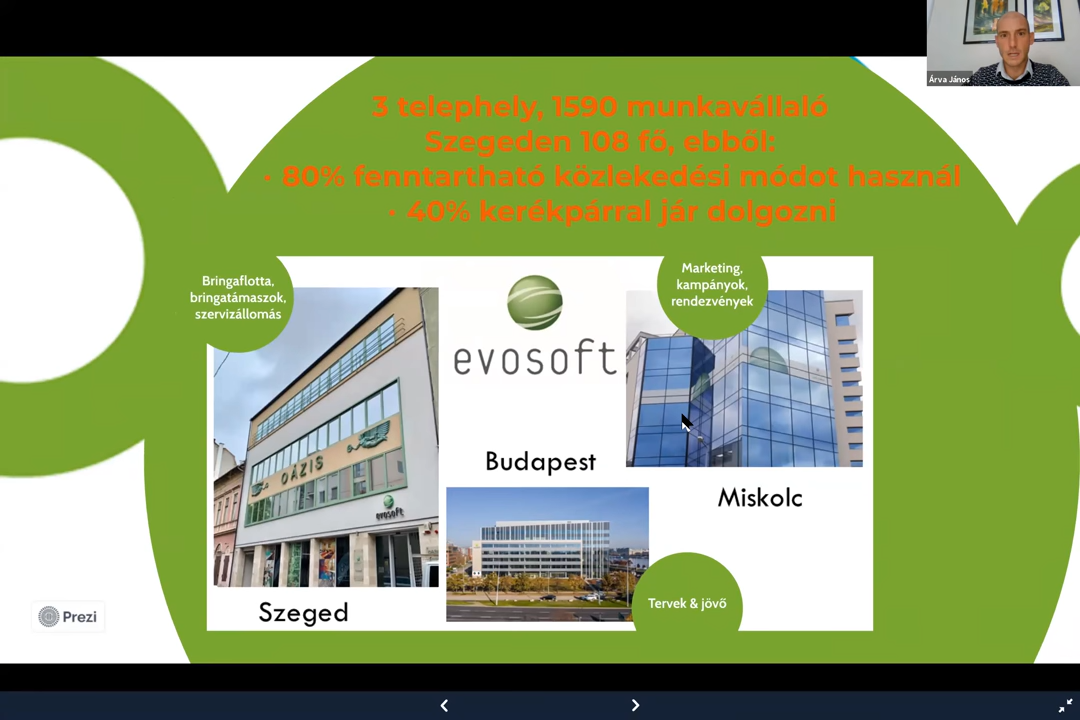 Árva János
3 telephely, 1590 munkavállaló
Szegeden 108 fő, ebből:
• 80% fenntartható közlekedési módot használ
• 40% kerékpárral jár dolgozni
Bringaflotta,
bringatámaszok,
szervizállomás
Marketing,
kampányok,
rendezvények
evosoft
OÁZIS
evosoft
Budapest
Miskolc
Szeged
Tervek & jövő
Prezi